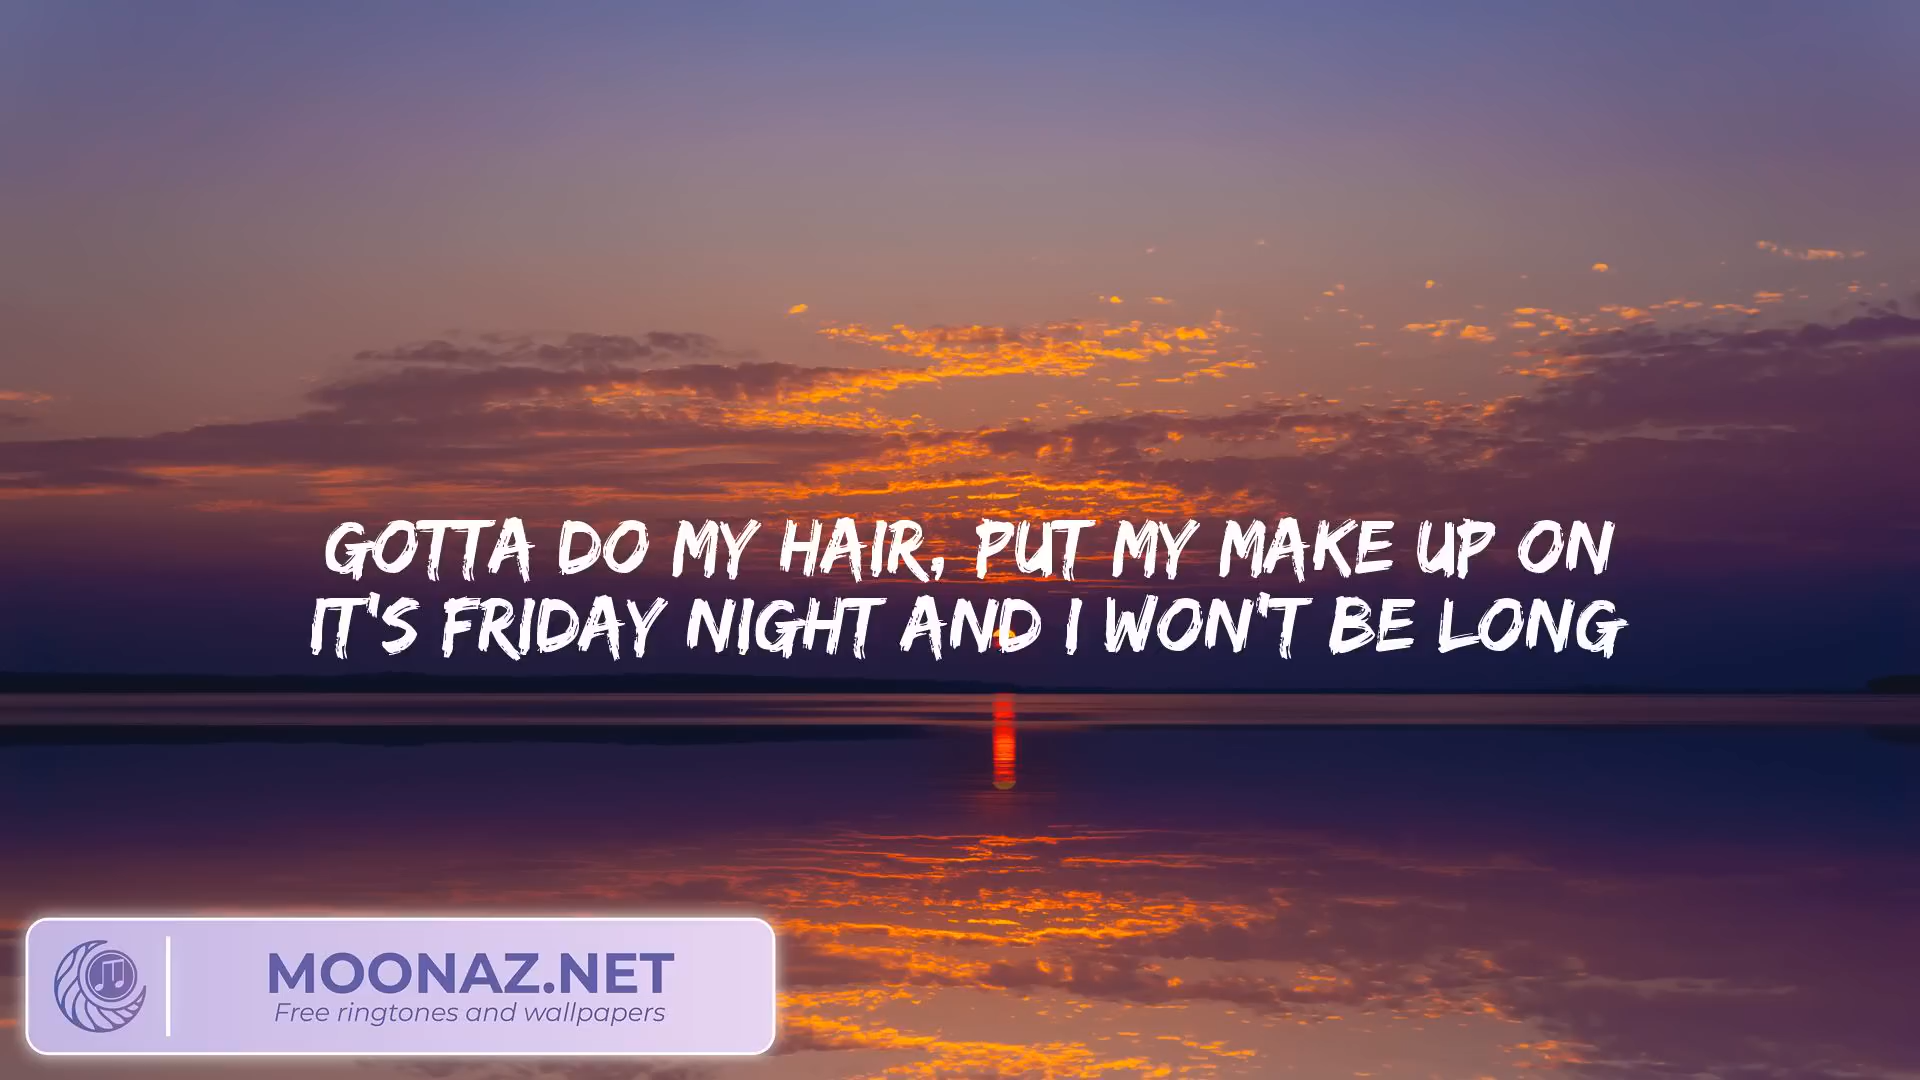 GOTTA DO MY HAIR, PUT MY MAKE UP ON
IT'S FRIDAY NIGHT AND I WON'T BE LONG
MOONAZ.NET
Free ringtones and wallpapers